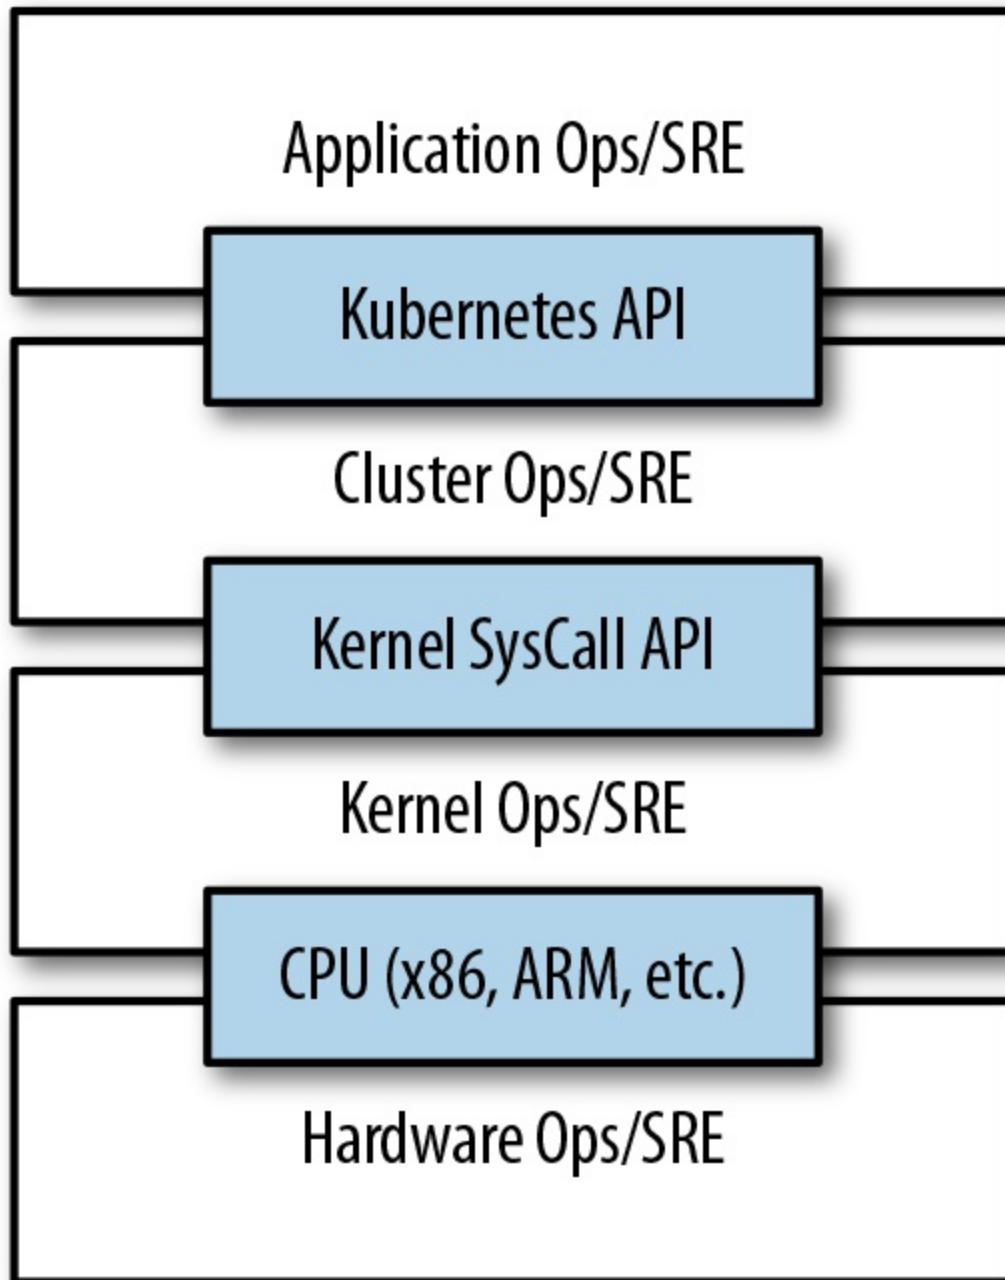 Application Ops/SRE
Kubernetes API
Cluster Ops/SRE
Kernel SysCall API
Kernel Ops/SRE
CPU (x86, ARM, etc.)
Hardware Ops/SRE